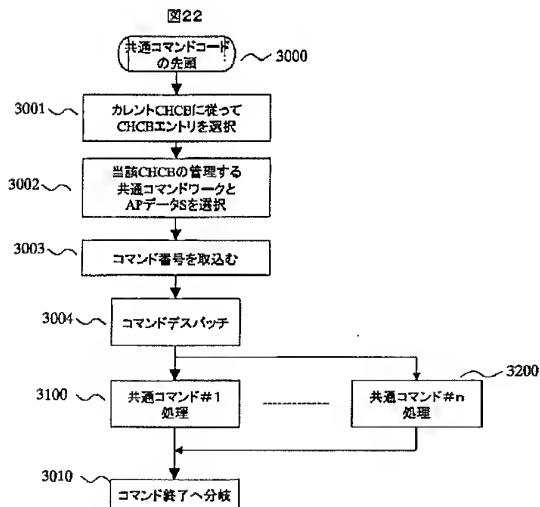 図22
共通コマンドコード
の先頭
3000
3001
カレントCHCBに従って
CHCBエントリを選択
3002
当該CHCBの管理する
共通コマンドワークと
APデータSを選択
3003
コマンド番号を取込む
3004
コマンドデスパッチ
3100
共通コマンド#1
処理
3200
共通コマンド#n
処理
3010
コマンド終了へ分岐